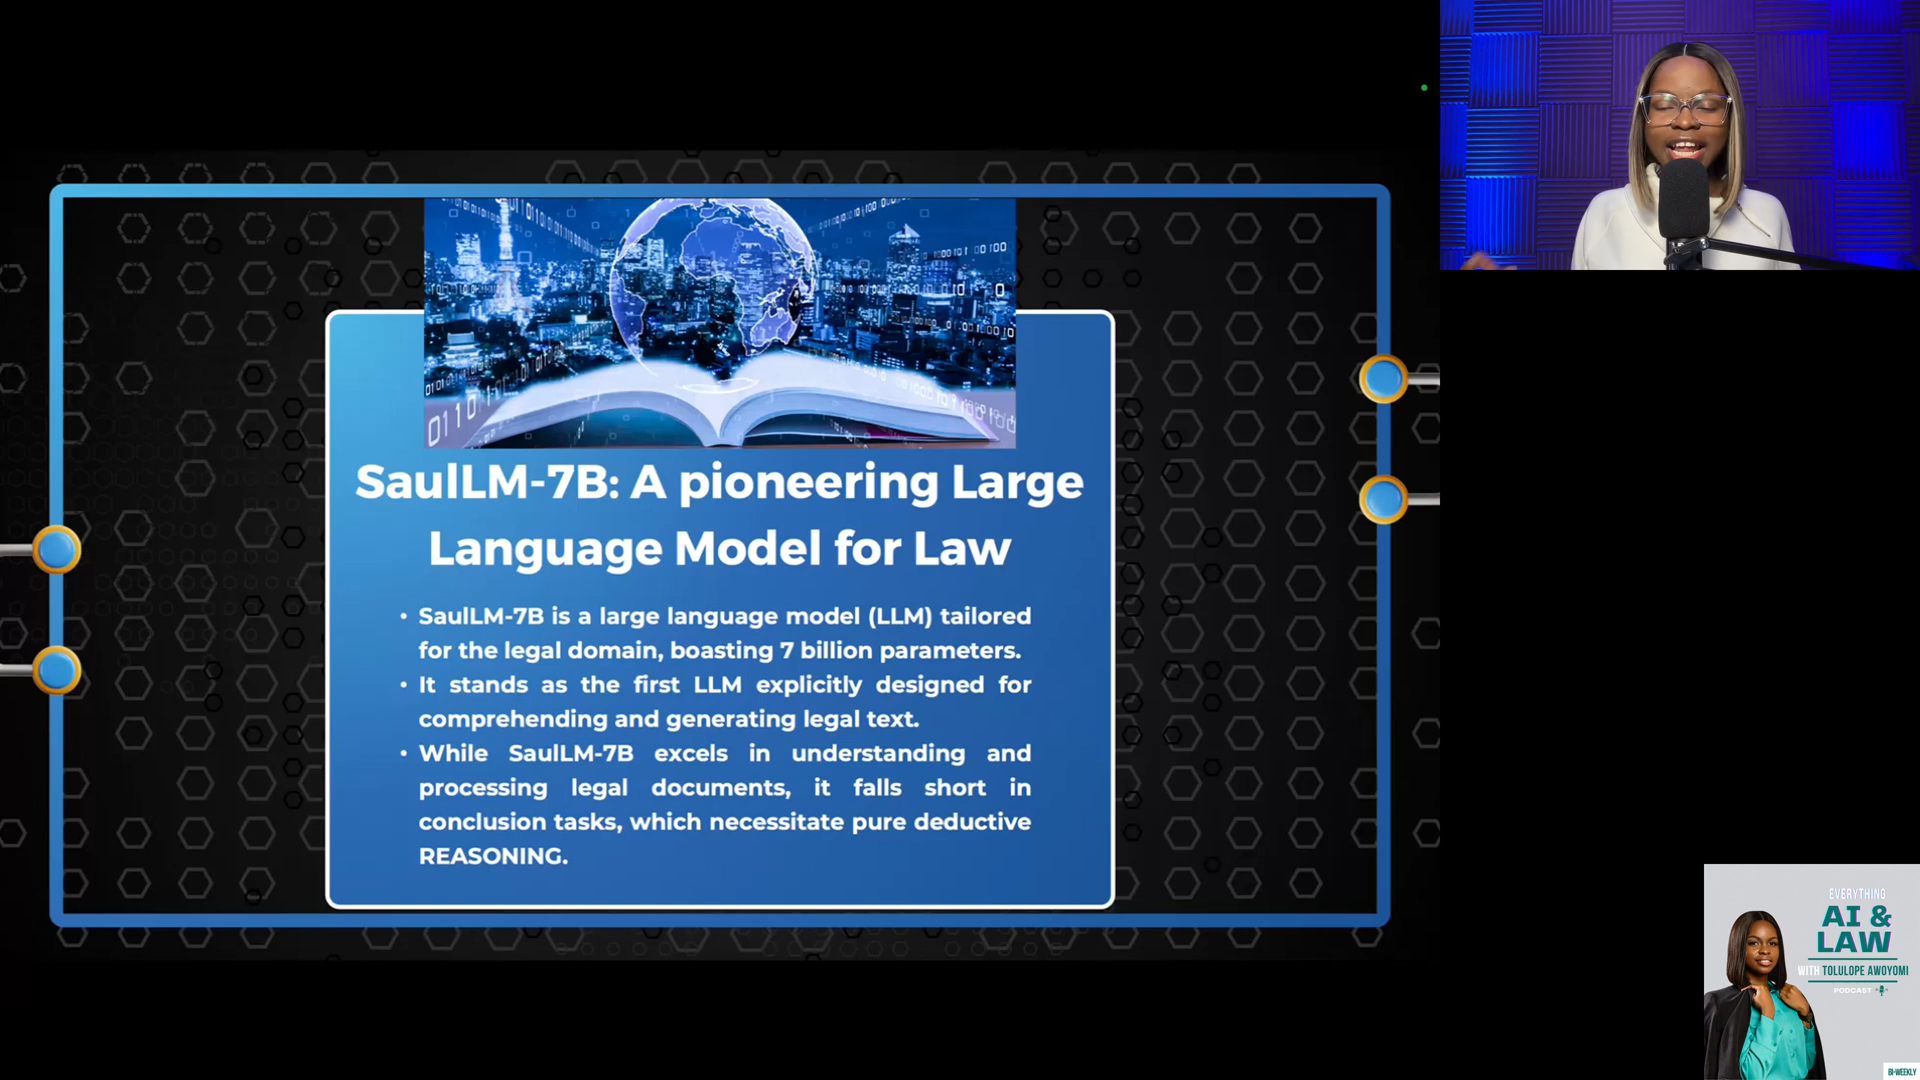 SaulLM-7B: A pioneering Large
Language Model for Law
• SaulLM-7B is a large language model (LLM) tailored
for the legal domain, boasting 7 billion parameters.
• It stands as the first LLM explicitly designed for
comprehending and generating legal text.
• While SaulLM-7B excels in understanding and
processing legal documents, it falls short in
conclusion tasks, which necessitate pure deductive
REASONING.
EVERYTHING
AI &
LAW
WITH TOLULOPE AWOYOMI
PODCAST
BI-WEEKLY